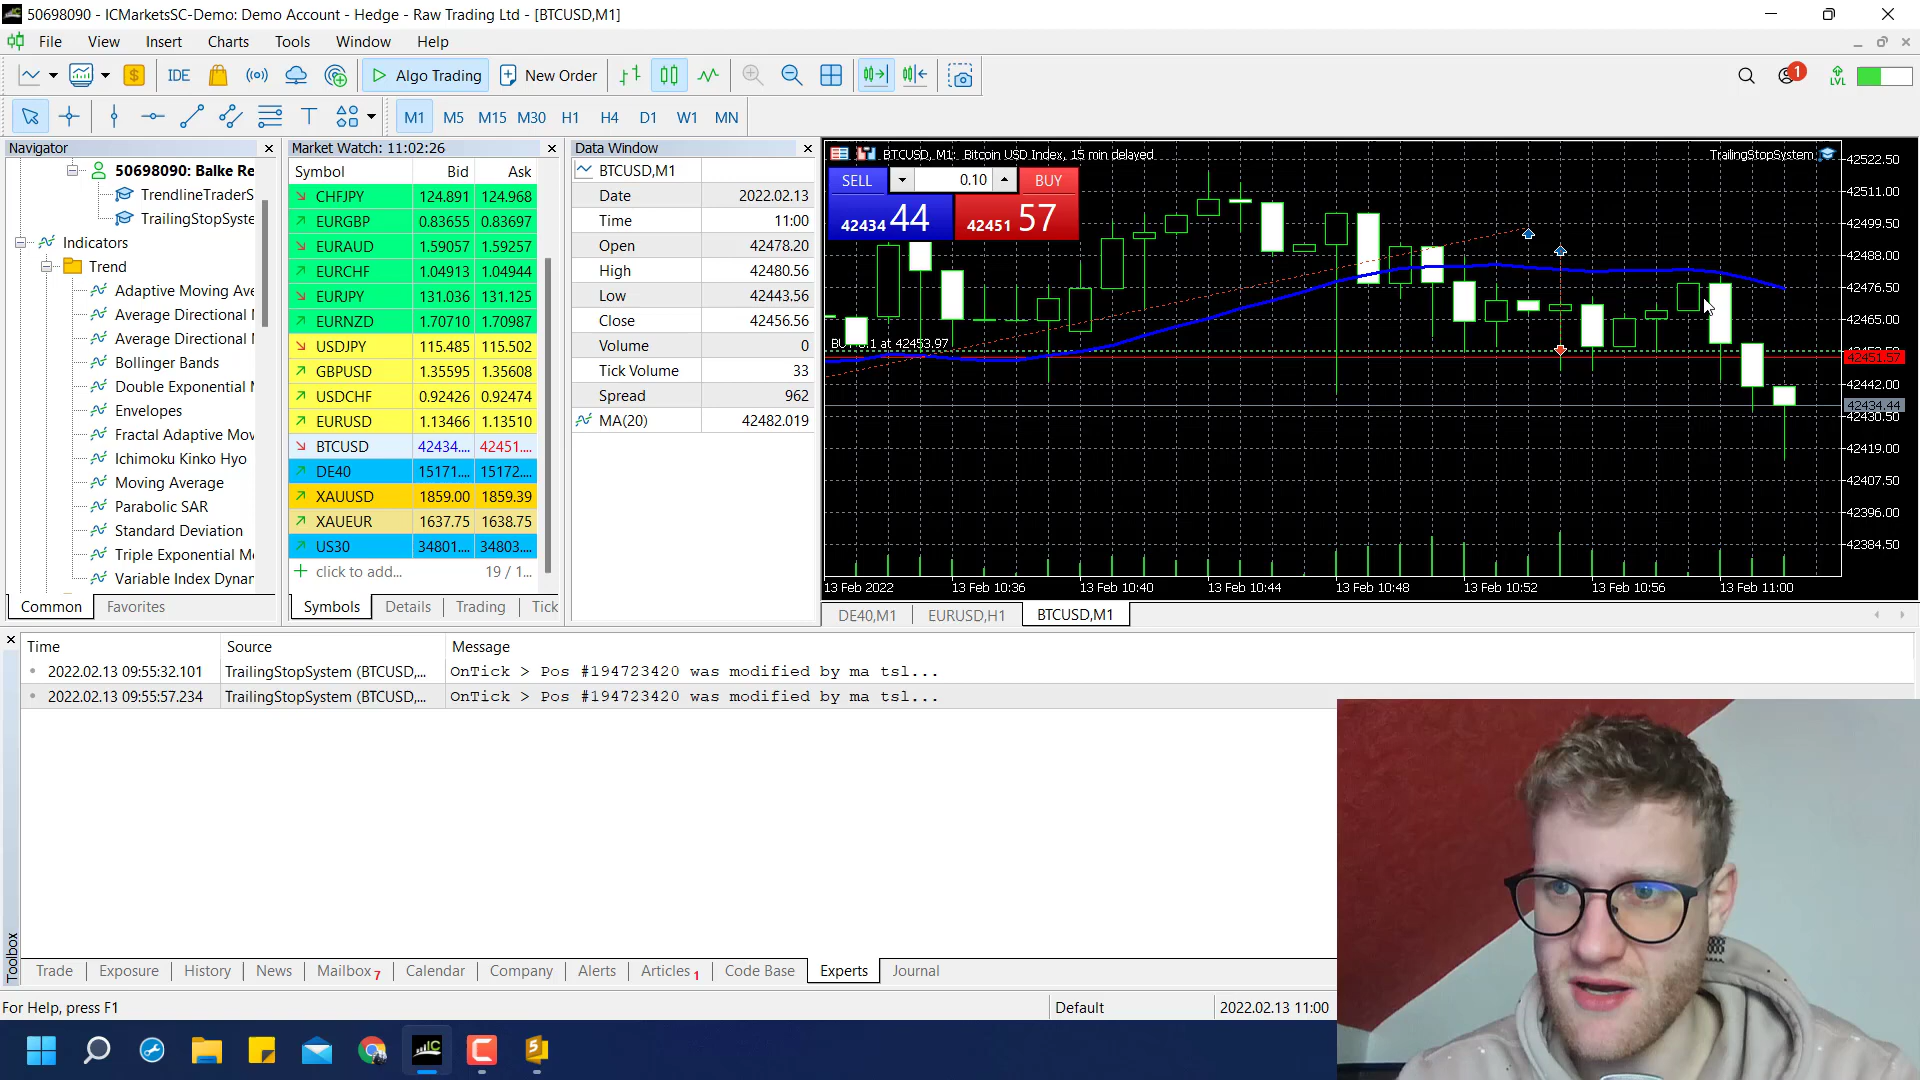 50698090 - ICMarketsSC-Demo: Demo Account - Hedge - Raw Trading Ltd - [BTCUSD,M1]
File View Insert Charts Tools Window Help
IDE Algo Trading New Order 1 LVL
M1 M5 M15 M30 H1 H4 D1 W1 MN
Navigator
50698090: Balke Re
TrendlineTraderS
TrailingStopSyste
Indicators
Trend
Adaptive Moving Ave
Average Directional I
Average Directional I
Bollinger Bands
Double Exponential I
Envelopes
Fractal Adaptive Mov
Ichimoku Kinko Hyo
Moving Average
Parabolic SAR
Standard Deviation
Triple Exponential Mo
Variable Index Dynar
Common Favorites
Market Watch: 11:02:26
Symbol Bid Ask
CHFJPY 124.891 124.968
EURGBP 0.83655 0.83697
EURAUD 1.59057 1.59257
EURCHF 1.04913 1.04944
EURJPY 131.036 131.125
EURNZD 1.70710 1.70987
USDJPY 115.485 115.502
GBPUSD 1.35595 1.35608
USDCHF 0.92426 0.92474
EURUSD 1.13466 1.13510
BTCUSD 42434.... 42451....
DE40 15171.... 15172....
XAUUSD 1859.00 1859.39
XAUEUR 1637.75 1638.75
US30 34801.... 34803....
click to add... 19 / 1...
Symbols Details Trading Tick
Data Window
BTCUSD,M1
Date 2022.02.13
Time 11:00
Open 42478.20
High 42480.56
Low 42443.56
Close 42456.56
Volume 0
Tick Volume 33
Spread 962
MA(20) 42482.019
BTCUSD, M1: Bitcoin USD Index, 15 min delayed
TrailingStopSystem
SELL 0.10 BUY
42434 44 42451 57
BUY 0.1 at 42453.97
42522.50
42511.00
42499.50
42488.00
42476.50
42465.00
42451.57
42442.00
42434.44
42430.50
42419.00
42407.50
42396.00
42384.50
13 Feb 2022 13 Feb 10:36 13 Feb 10:40 13 Feb 10:44 13 Feb 10:48 13 Feb 10:52 13 Feb 10:56 13 Feb 11:00
DE40,M1 EURUSD,H1 BTCUSD,M1
Time Source Message
2022.02.13 09:55:32.101 TrailingStopSystem (BTCUSD,... OnTick > Pos #194723420 was modified by ma tsl...
2022.02.13 09:55:57.234 TrailingStopSystem (BTCUSD,... OnTick > Pos #194723420 was modified by ma tsl...
Toolbox
Trade Exposure History News Mailbox 7 Calendar Company Alerts Articles 1 Code Base Experts Journal
For Help, press F1 Default 2022.02.13 11:00
IC C 5